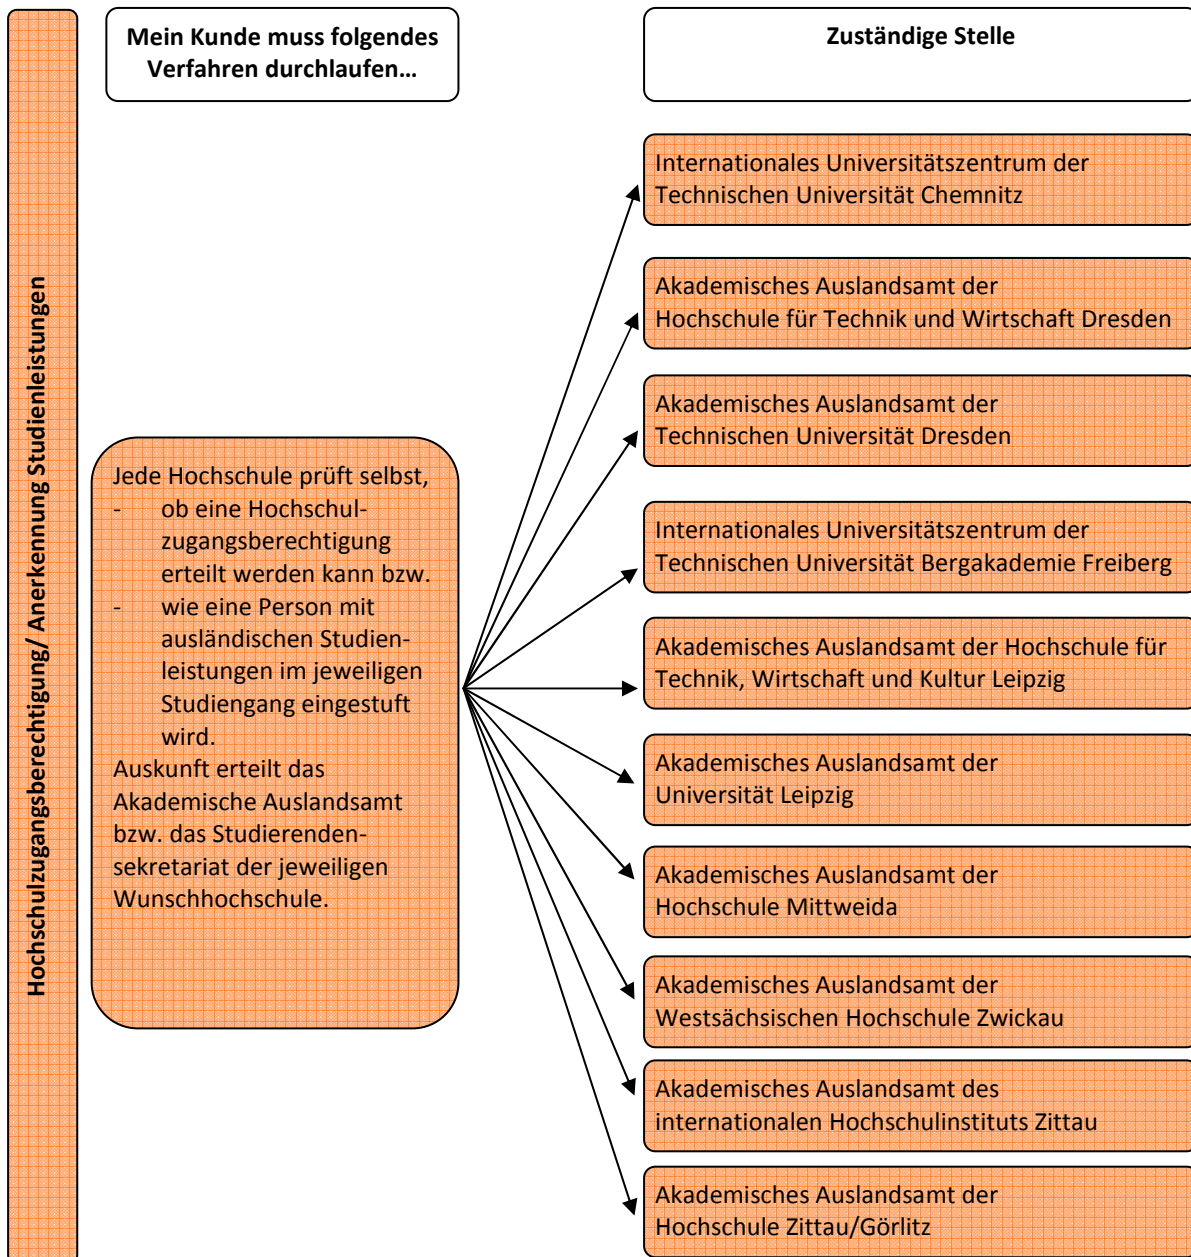 Hochschulzugangsberechtigung/ Anerkennung Studienleistungen
Mein Kunde muss folgendes
Verfahren durchlaufen…
Zuständige Stelle
Jede Hochschule prüft selbst,
- ob eine Hochschul-
zugangsberechtigung
erteilt werden kann bzw.
- wie eine Person mit
ausländischen Studien-
leistungen im jeweiligen
Studiengang eingestuft
wird.
Auskunft erteilt das
Akademische Auslandsamt
bzw. das Studierenden-
sekretariat der jeweiligen
Wunschhochschule.
Internationales Universitätszentrum der
Technischen Universität Chemnitz
Akademisches Auslandsamt der
Hochschule für Technik und Wirtschaft Dresden
Akademisches Auslandsamt der
Technischen Universität Dresden
Internationales Universitätszentrum der
Technischen Universität Bergakademie Freiberg
Akademisches Auslandsamt der Hochschule für
Technik, Wirtschaft und Kultur Leipzig
Akademisches Auslandsamt der
Universität Leipzig
Akademisches Auslandsamt der
Hochschule Mittweida
Akademisches Auslandsamt der
Westsächsischen Hochschule Zwickau
Akademisches Auslandsamt des
internationalen Hochschulinstituts Zittau
Akademisches Auslandsamt der
Hochschule Zittau/Görlitz